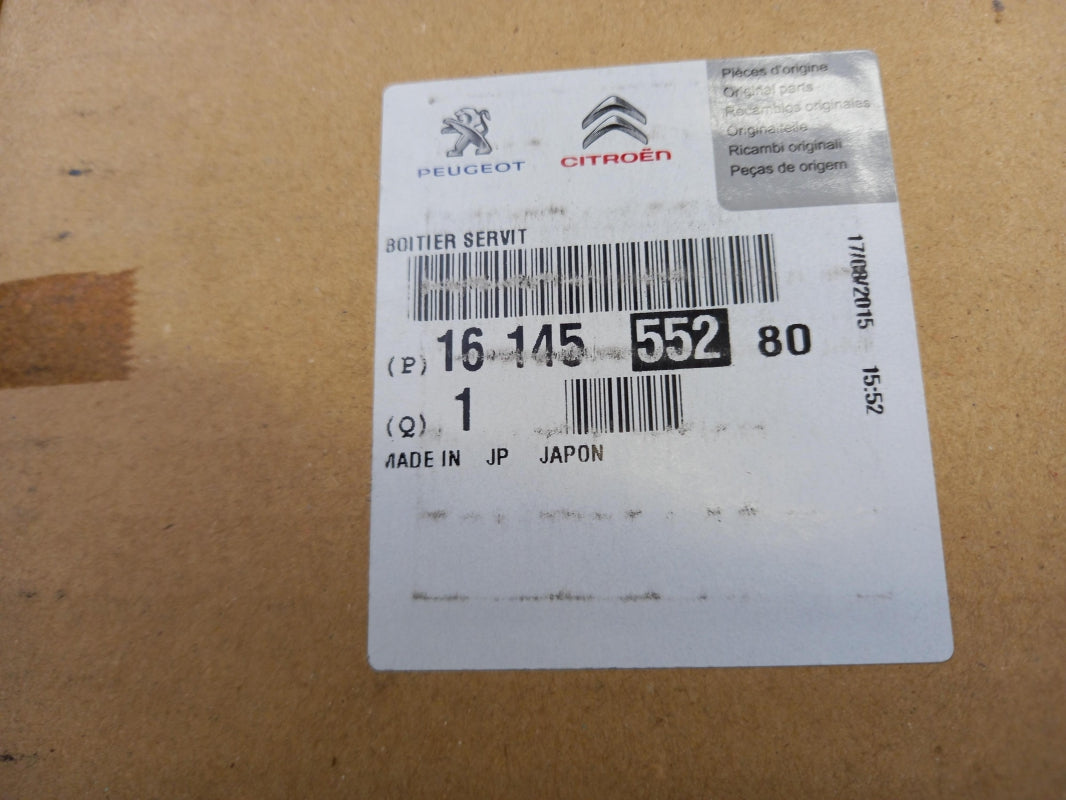 PEUGEOT
CITROËN
Pièces d'origine
Original parts
Recambios originales
Originalteile
Ricambi originali
Peças de origem
BOITIER SERVIT
(P) 16 145 552 80
(Q) 1
MADE IN JP JAPON
17/08/2015 15:52